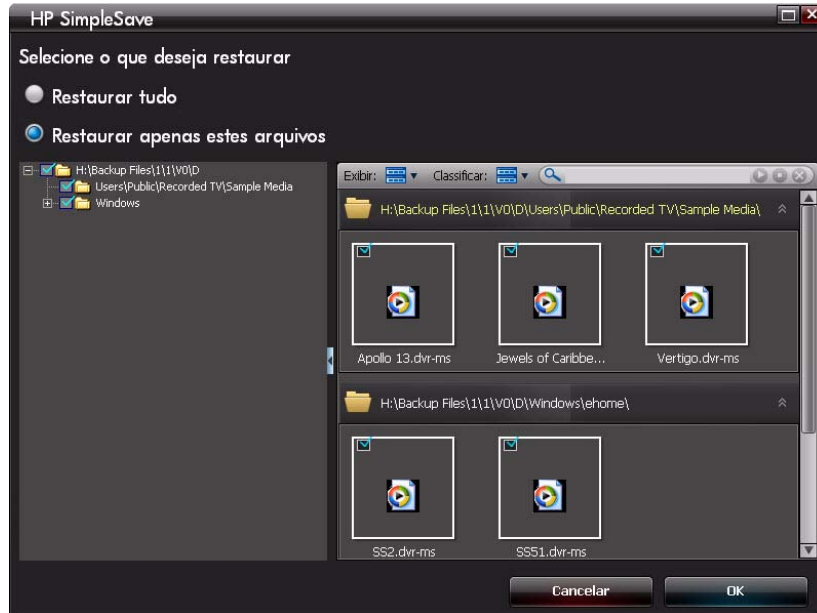 HP SimpleSave
Selecione o que deseja restaurar
Restaurar tudo
Restaurar apenas estes arquivos
H:\Backup Files\1\1\V0\D
Users\Public\Recorded TV\Sample Media
Windows
Exibir:
Classificar:
H:\Backup Files\1\1\V0\D\Users\Public\Recorded TV\Sample Media\
Apollo 13.dvr-ms
Jewels of Caribbe...
Vertigo.dvr-ms
H:\Backup Files\1\1\V0\D\Windows\ehome\
SS2.dvr-ms
SS51.dvr-ms
Cancelar
OK